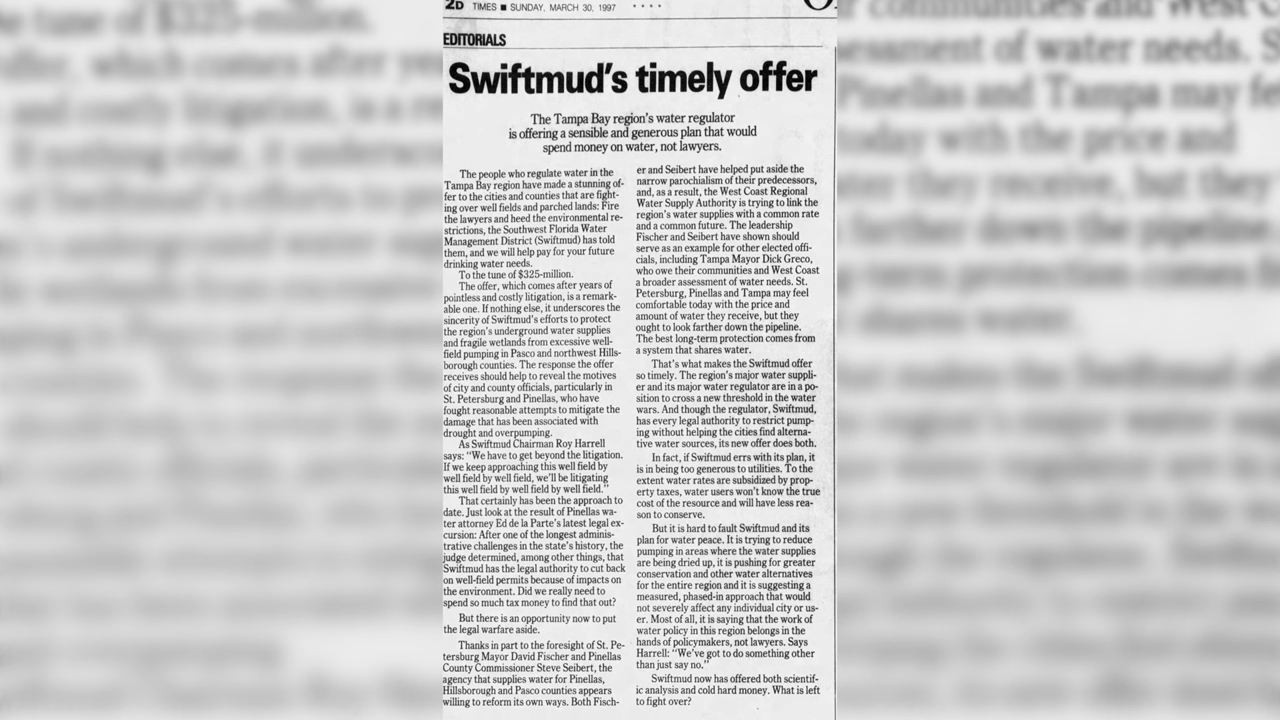 2D TIMES ■ SUNDAY, MARCH 30, 1997 • • • •
EDITORIALS
Swiftmud's timely offer
The Tampa Bay region's water regulator
is offering a sensible and generous plan that would
spend money on water, not lawyers.
The people who regulate water in the
Tampa Bay region have made a stunning of-
fer to the cities and counties that are fight-
ing over well fields and parched lands: Fire
the lawyers and heed the environmental re-
strictions, the Southwest Florida Water
Management District (Swiftmud) has told
them, and we will help pay for your future
drinking water needs.
To the tune of $325-million.
The offer, which comes after years of
pointless and costly litigation, is a remark-
able one. If nothing else, it underscores the
sincerity of Swiftmud's efforts to protect
the region's underground water supplies
and fragile wetlands from excessive well-
field pumping in Pasco and northwest Hills-
borough counties. The response the offer
receives should help to reveal the motives
of city and county officials, particularly in
St. Petersburg and Pinellas, who have
fought reasonable attempts to mitigate the
damage that has been associated with
drought and overpumping.
As Swiftmud Chairman Roy Harrell
says: "We have to get beyond the litigation.
If we keep approaching this well field by
well field by well field, we'll be litigating
this well field by well field by well field."
That certainly has been the approach to
date. Just look at the result of Pinellas wa-
ter attorney Ed de la Parte's latest legal ex-
cursion: After one of the longest adminis-
trative challenges in the state's history, the
judge determined, among other things, that
Swiftmud has the legal authority to cut back
on well-field permits because of impacts on
the environment. Did we really need to
spend so much tax money to find that out?
But there is an opportunity now to put
the legal warfare aside.
Thanks in part to the foresight of St. Pe-
tersburg Mayor David Fischer and Pinellas
County Commissioner Steve Seibert, the
agency that supplies water for Pinellas,
Hillsborough and Pasco counties appears
willing to reform its own ways. Both Fisch-
er and Seibert have helped put aside the
narrow parochialism of their predecessors,
and, as a result, the West Coast Regional
Water Supply Authority is trying to link the
region's water supplies with a common rate
and a common future. The leadership
Fischer and Seibert have shown should
serve as an example for other elected offi-
cials, including Tampa Mayor Dick Greco,
who owe their communities and West Coast
a broader assessment of water needs. St.
Petersburg, Pinellas and Tampa may feel
comfortable today with the price and
amount of water they receive, but they
ought to look farther down the pipeline.
The best long-term protection comes from
a system that shares water.
That's what makes the Swiftmud offer
so timely. The region's major water suppli-
er and its major water regulator are in a po-
sition to cross a new threshold in the water
wars. And though the regulator, Swiftmud,
has every legal authority to restrict pump-
ing without helping the cities find alterna-
tive water sources, its new offer does both.
In fact, if Swiftmud errs with its plan, it
is in being too generous to utilities. To the
extent water rates are subsidized by prop-
erty taxes, water users won't know the true
cost of the resource and will have less rea-
son to conserve.
But it is hard to fault Swiftmud and its
plan for water peace. It is trying to reduce
pumping in areas where the water supplies
are being dried up, it is pushing for greater
conservation and other water alternatives
for the entire region and it is suggesting a
measured, phased-in approach that would
not severely affect any individual city or us-
er. Most of all, it is saying that the work of
water policy in this region belongs in the
hands of policymakers, not lawyers. Says
Harrell: "We've got to do something other
than just say no."
Swiftmud now has offered both scientif-
ic analysis and cold hard money. What is left
to fight over?